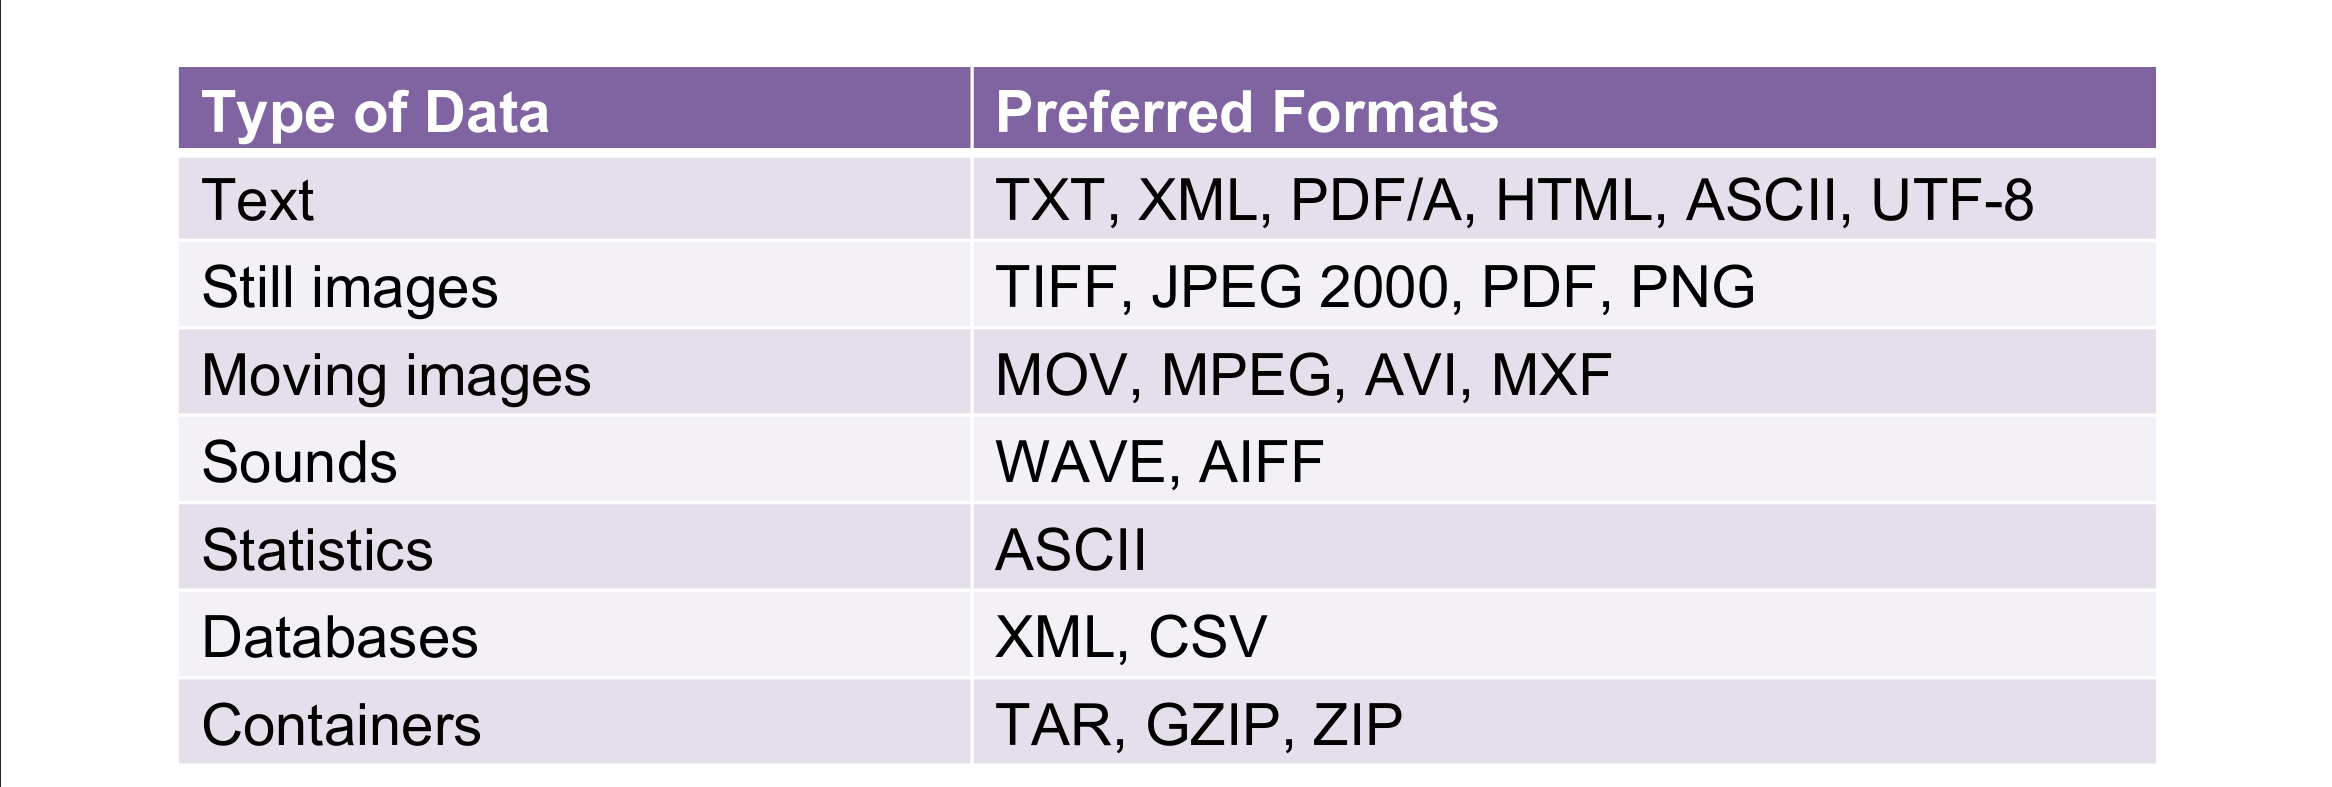 Type of Data Preferred Formats
Text TXT, XML, PDF/A, HTML, ASCII, UTF-8
Still images TIFF, JPEG 2000, PDF, PNG
Moving images MOV, MPEG, AVI, MXF
Sounds WAVE, AIFF
Statistics ASCII
Databases XML, CSV
Containers TAR, GZIP, ZIP